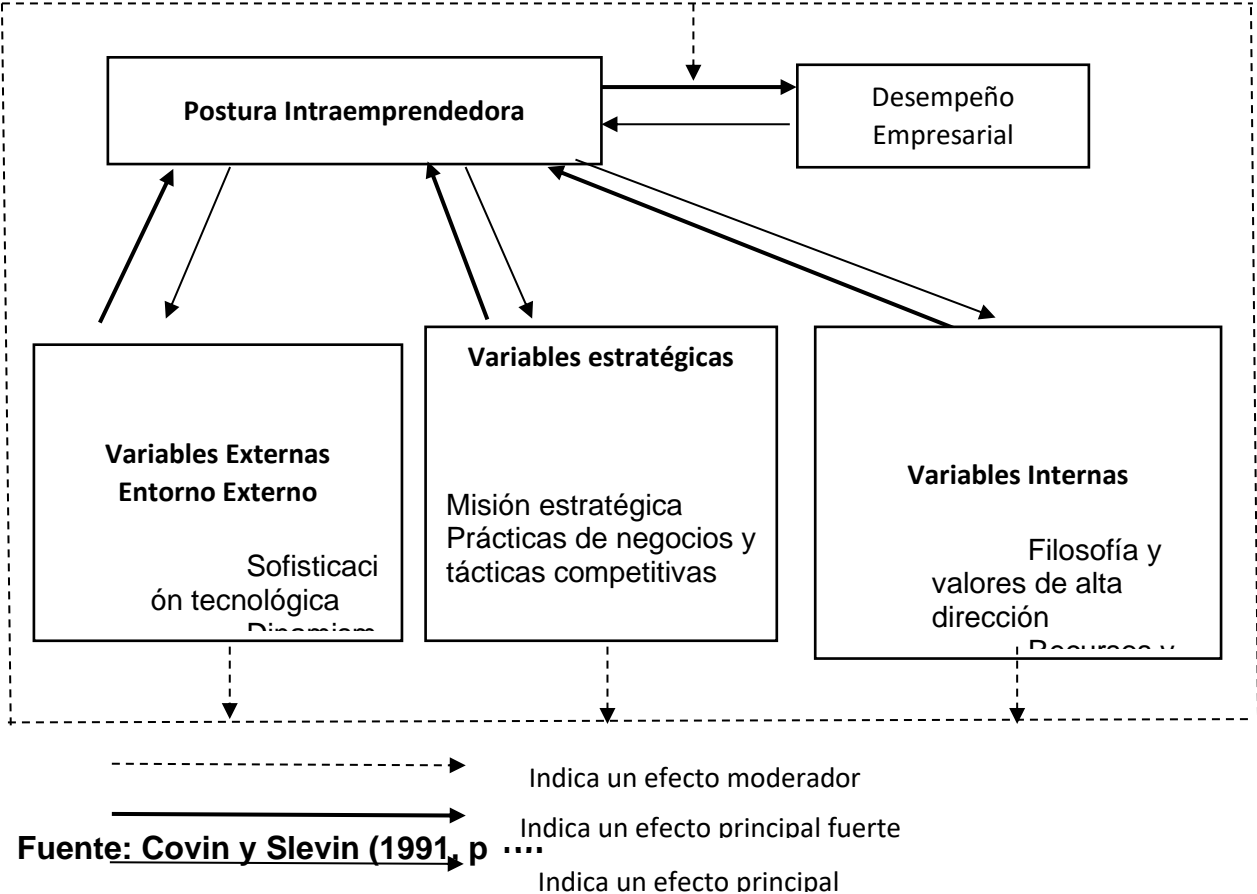 Postura Intraemprendedora
Desempeño
Empresarial
Variables Externas
Entorno Externo
Sofisticaci
ón tecnológica
Variables estratégicas
Misión estratégica
Prácticas de negocios y
tácticas competitivas
Variables Internas
Filosofía y
valores de alta
dirección
Recursos y
Indica un efecto moderador
Indica un efecto principal fuerte
Fuente: Covin y Slevin (1991, p
Indica un efecto principal